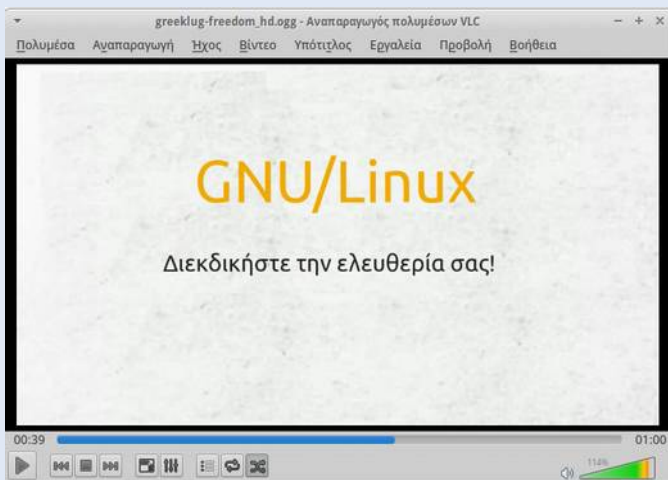 greeklug-freedom_hd.ogg - Αναπαραγωγός πολυμέσων VLC
Πολυμέσα Αναπαραγωγή Ήχος Βίντεο Υπότιτλος Εργαλεία Προβολή Βοήθεια
GNU/Linux
Διεκδικήστε την ελευθερία σας!
00:39 01:00
114%